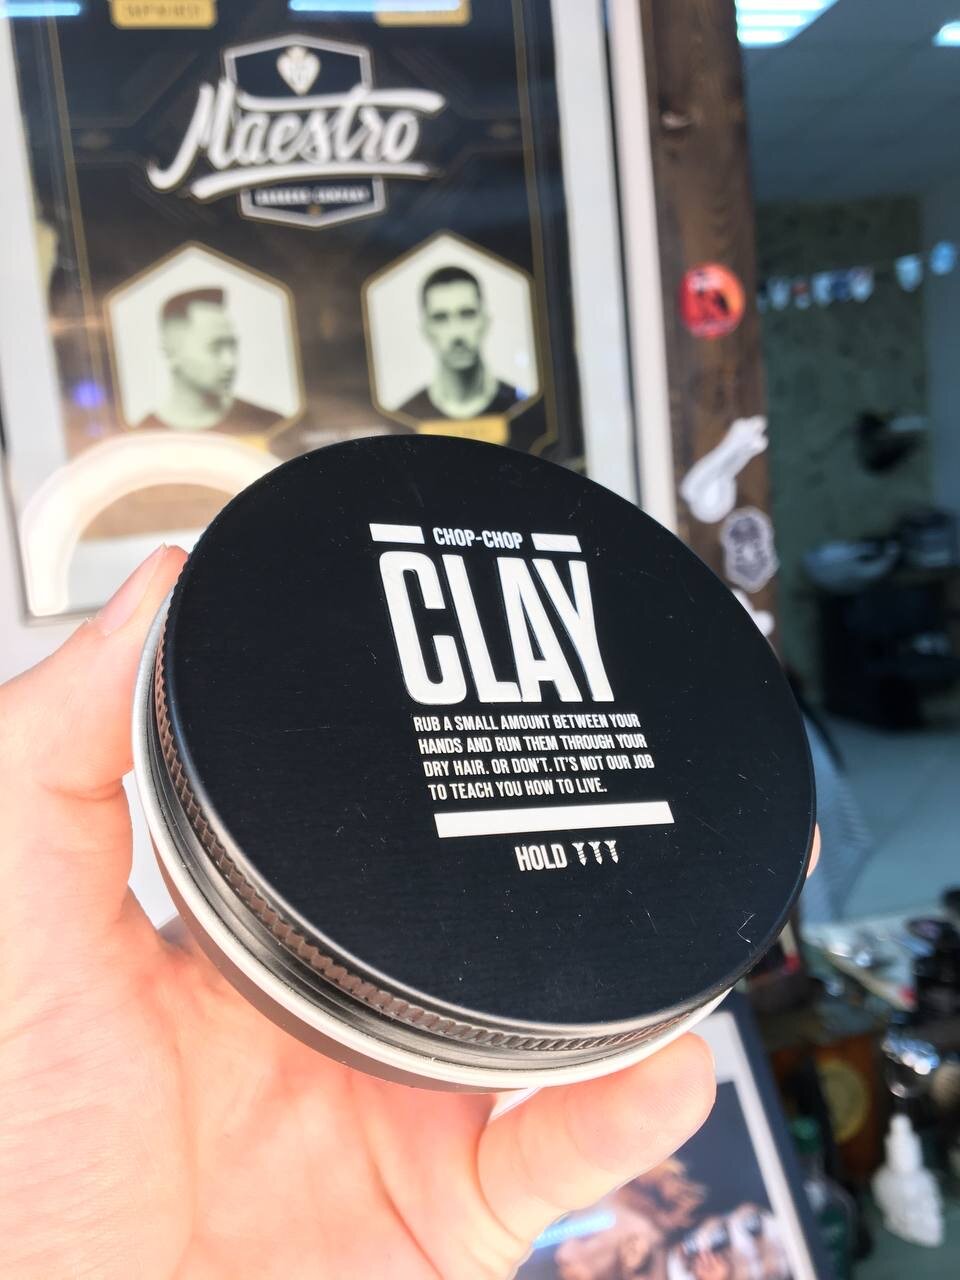 Maestro
CHOP-CHOP
CLAY
RUB A SMALL AMOUNT BETWEEN YOUR
HANDS AND RUN THEM THROUGH YOUR
DRY HAIR. OR DON'T. IT'S NOT OUR JOB
TO TEACH YOU HOW TO LIVE.
HOLD